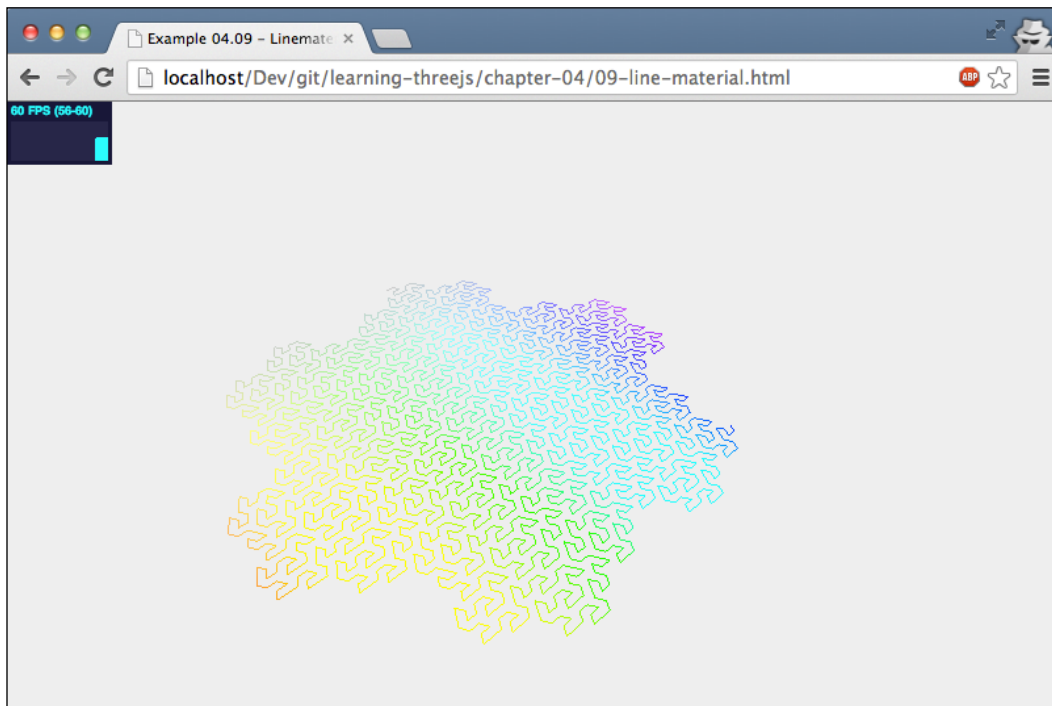 Example 04.09 – Linemate
localhost/Dev/git/learning-threejs/chapter-04/09-line-material.html
ABP
60 FPS (56-60)